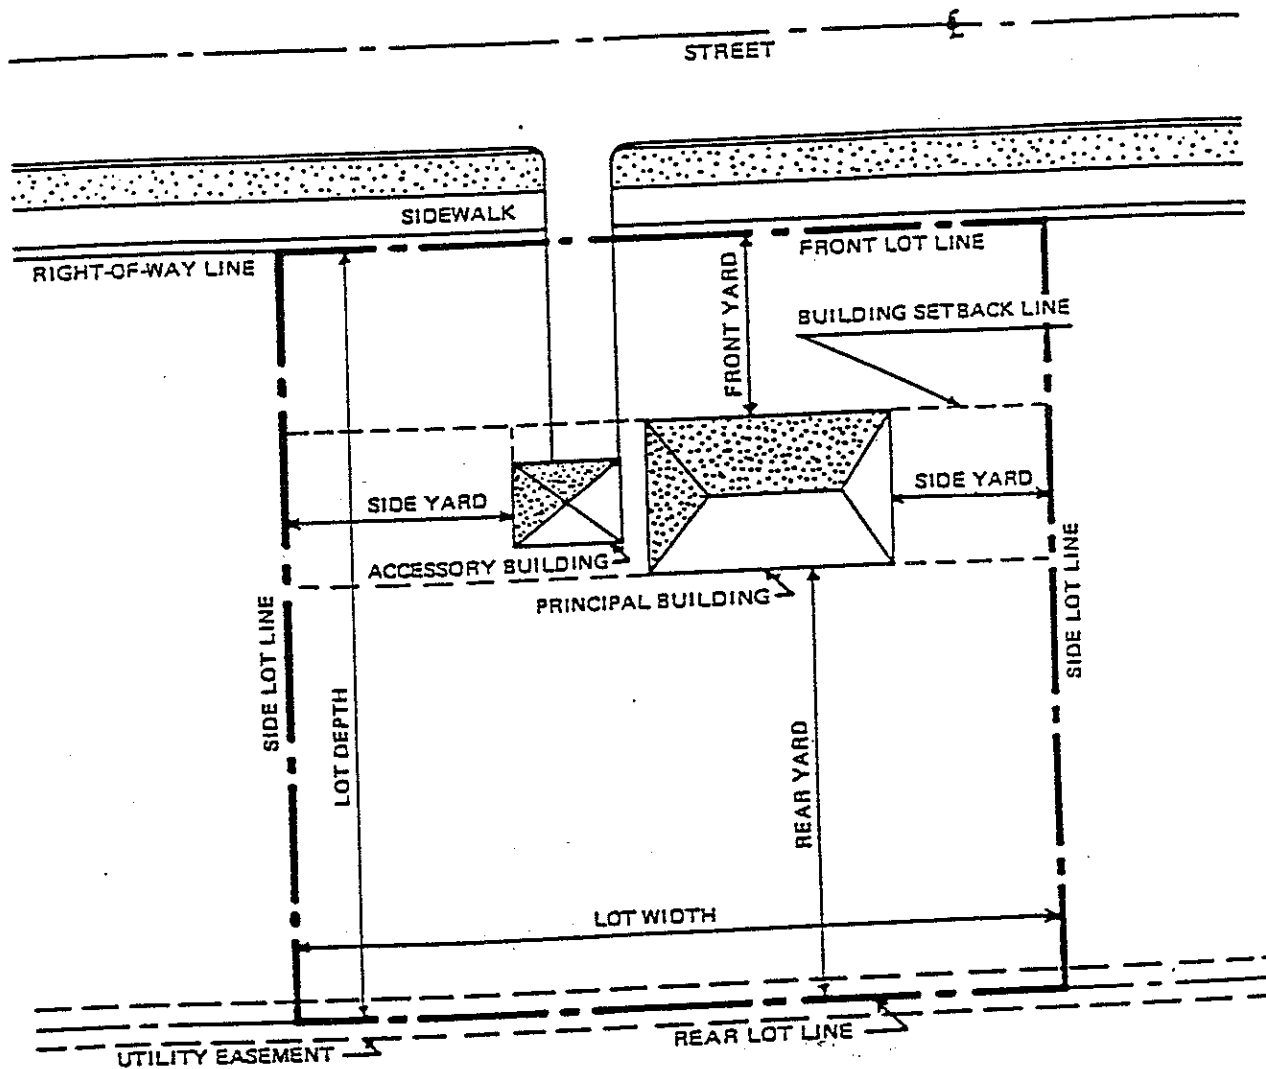 STREET
SIDEWALK
RIGHT-OF-WAY LINE
FRONT LOT LINE
FRONT YARD
BUILDING SETBACK LINE
SIDE YARD
SIDE YARD
ACCESSORY BUILDING
PRINCIPAL BUILDING
SIDE LOT LINE
SIDE LOT LINE
LOT DEPTH
REAR YARD
LOT WIDTH
REAR LOT LINE
UTILITY EASEMENT